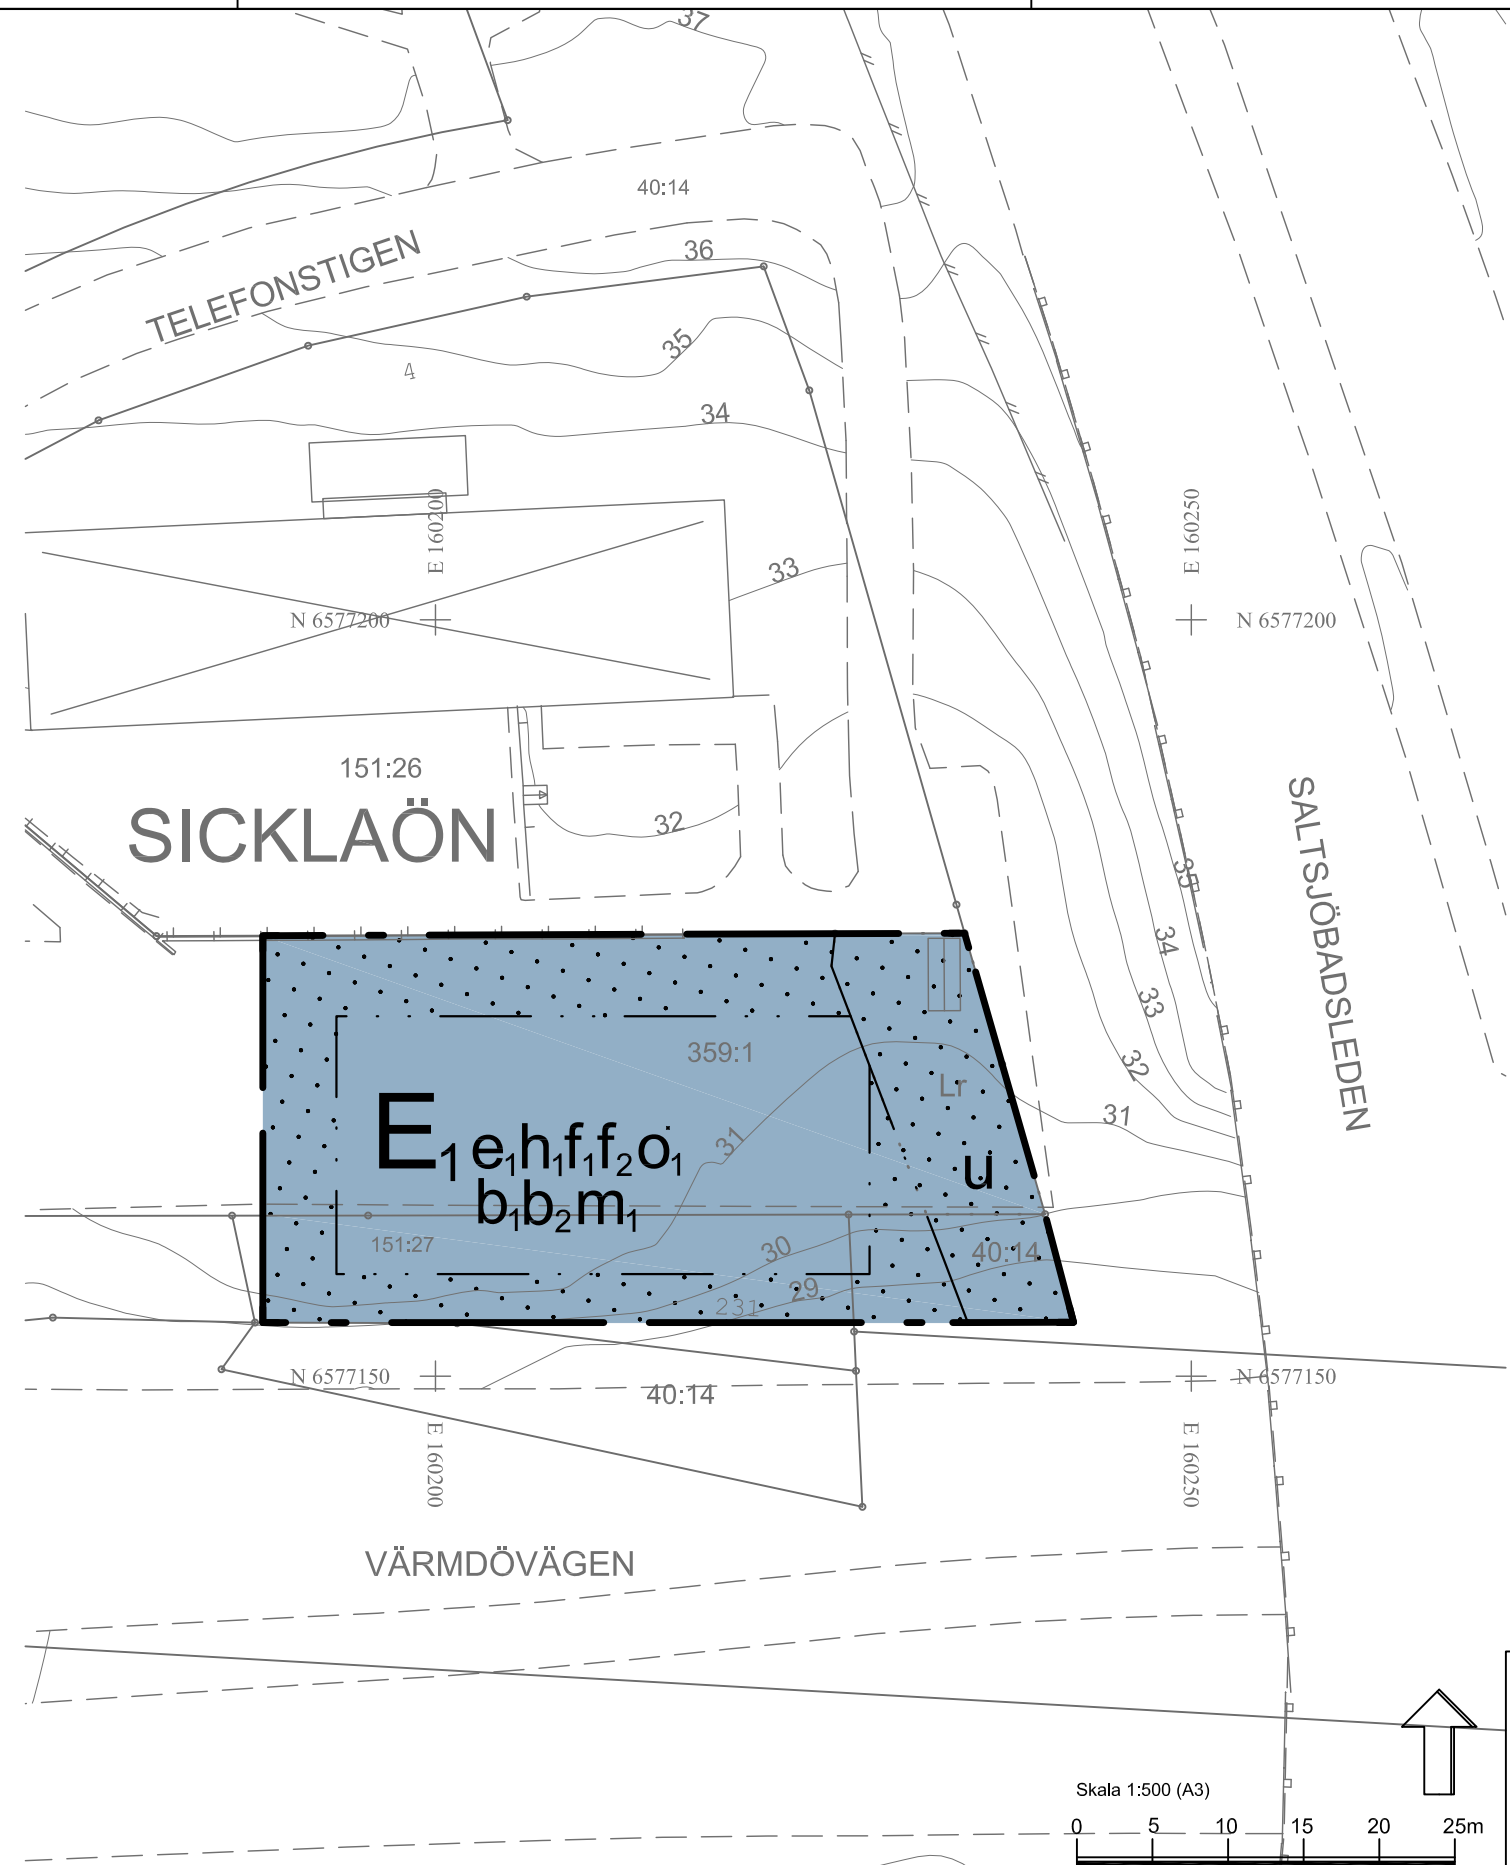 37
40:14
TELEFONSTIGEN
36
35
4
34
E 160200
E 160250
33
N 6577200
N 6577200
151:26
SICKLAÖN
32
SALTSJÖBADSLEDEN
35
34
33
32
31
359:1
Lr
E1 e1h1f1f2o1
b1b2m1
31
u
151:27
30
40:14
29
231
N 6577150
N 6577150
40:14
E 160200
E 160250
VÄRMDÖVÄGEN
Skala 1:500 (A3)
0 5 10 15 20 25m